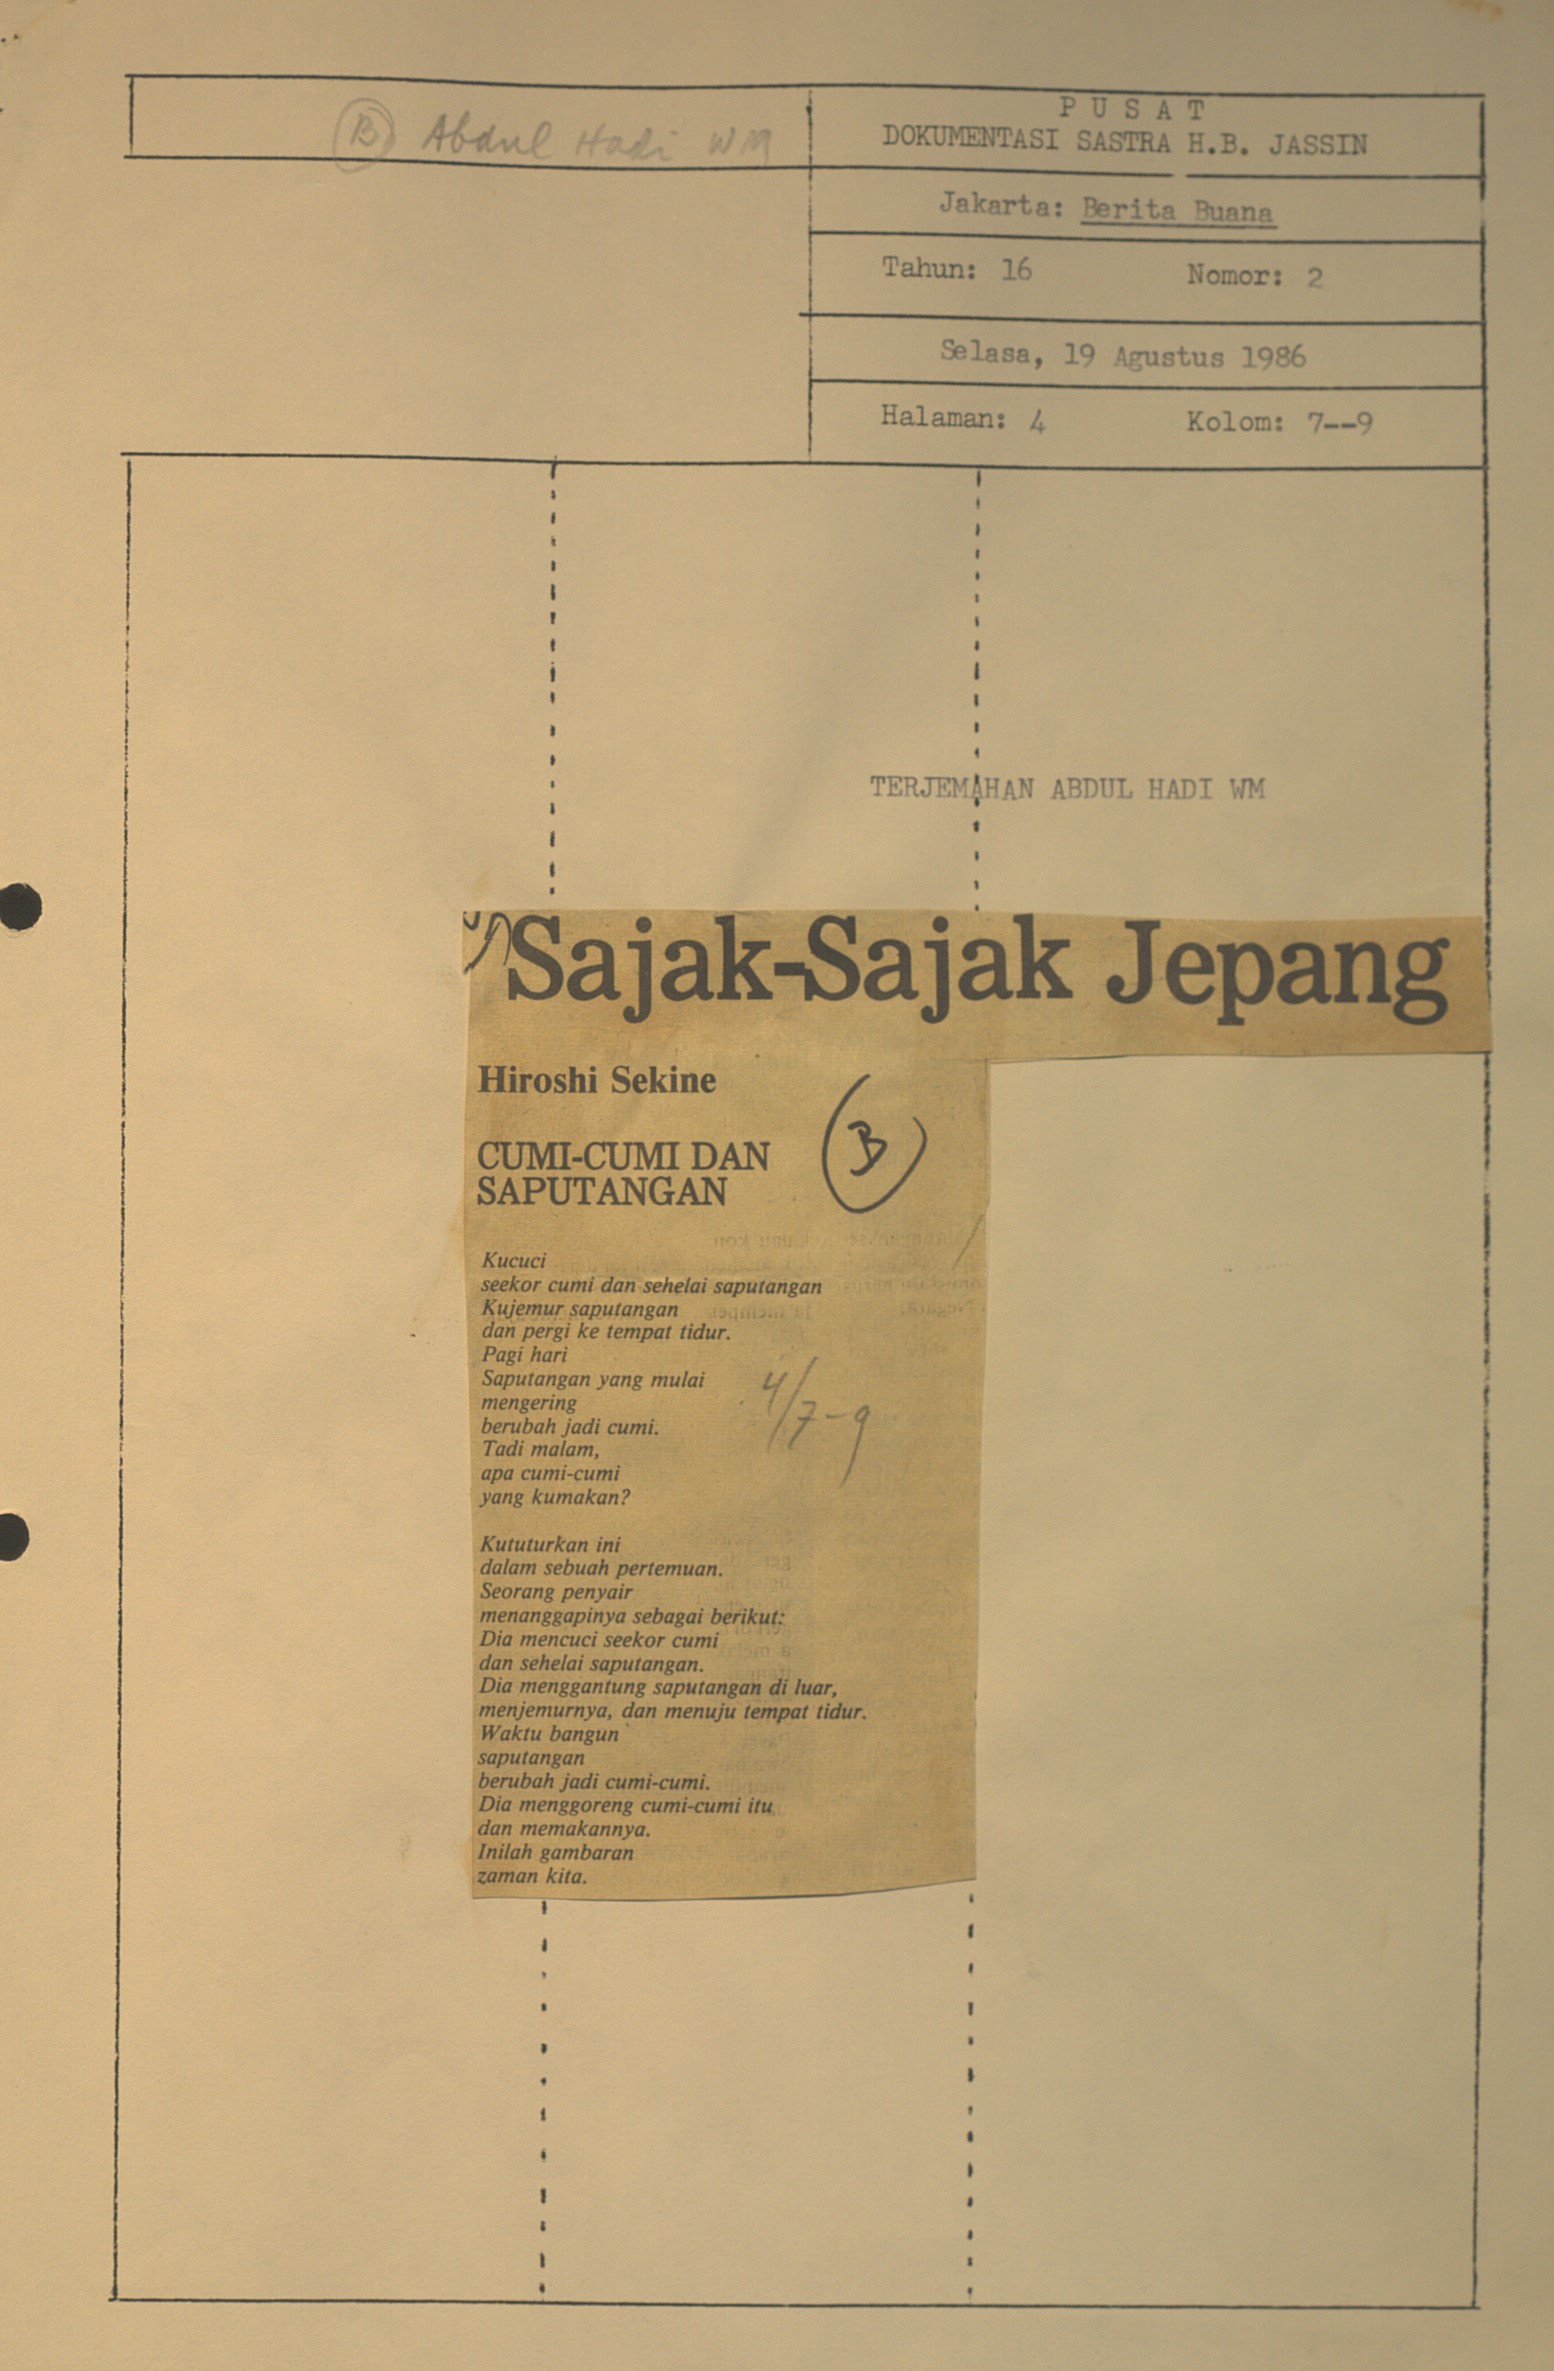 (B) Abdul Hadi WM
PUSAT
DOKUMENTASI SASTRA H.B. JASSIN
Jakarta: Berita Buana
Tahun: 16 Nomor: 2
Selasa, 19 Agustus 1986
Halaman: 4 Kolom: 7--9
TERJEMAHAN ABDUL HADI WM
Sajak-Sajak Jepang
Hiroshi Sekine
(B)
CUMI-CUMI DAN
SAPUTANGAN
Kucuci
seekor cumi dan sehelai saputangan
Kujemur saputangan
dan pergi ke tempat tidur.
Pagi hari
Saputangan yang mulai
mengering
berubah jadi cumi.
Tadi malam,
apa cumi-cumi
yang kumakan?
4/7-9
Kututurkan ini
dalam sebuah pertemuan.
Seorang penyair
menanggapinya sebagai berikut:
Dia mencuci seekor cumi
dan sehelai saputangan.
Dia menggantung saputangan di luar,
menjemurnya, dan menuju tempat tidur.
Waktu bangun
saputangan
berubah jadi cumi-cumi.
Dia menggoreng cumi-cumi itu
dan memakannya.
Inilah gambaran
zaman kita.